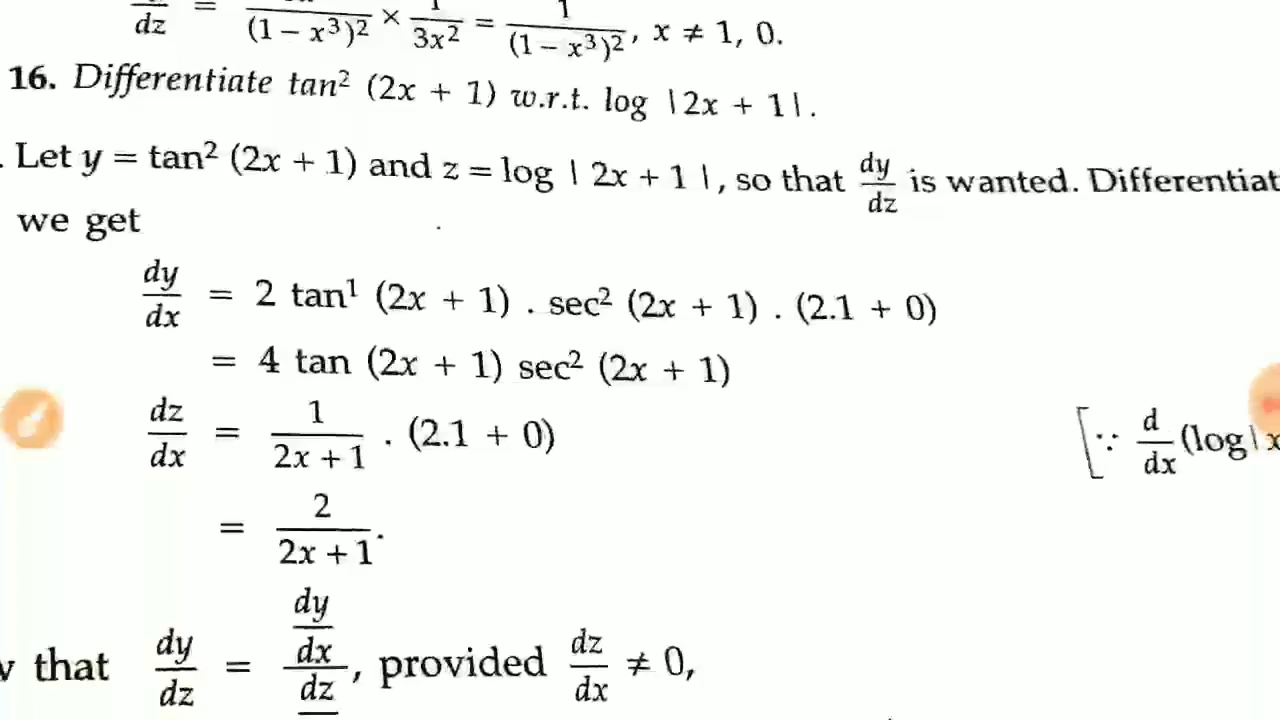 dz = (1 − x³)² × 3x² = 1/(1 − x³)², x ≠ 1, 0.
16. Differentiate tan² (2x + 1) w.r.t. log |2x + 1|.
. Let y = tan² (2x + 1) and z = log | 2x + 1 |, so that dy/dz is wanted. Differentiat
we get
dy/dx = 2 tan¹ (2x + 1) . sec² (2x + 1) . (2.1 + 0)
= 4 tan (2x + 1) sec² (2x + 1)
dz/dx = 1/(2x + 1) . (2.1 + 0) [∵ d/dx (log| x
= 2/(2x + 1).
that dy/dz = dy/dx / dz , provided dz/dx ≠ 0,